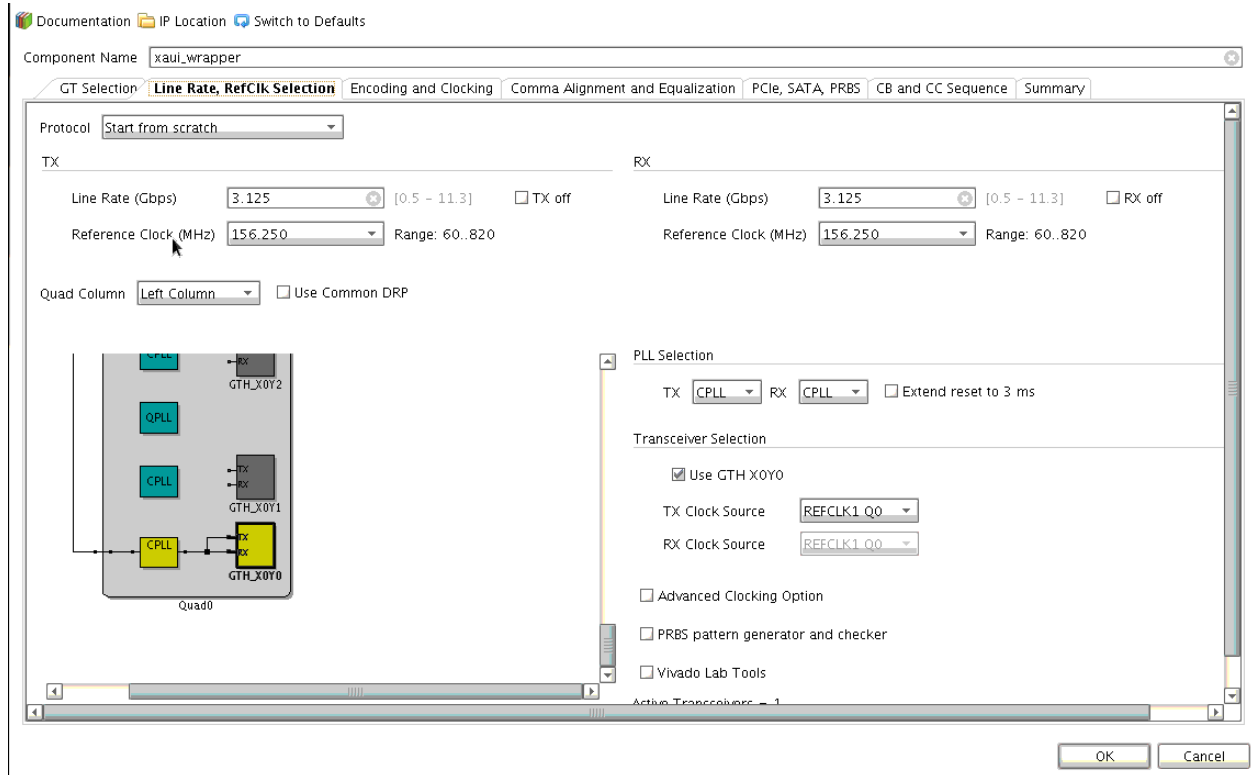 Documentation IP Location Switch to Defaults
Component Name xaui_wrapper
GT Selection Line Rate, RefClk Selection Encoding and Clocking Comma Alignment and Equalization PCIe, SATA, PRBS CB and CC Sequence Summary
Protocol Start from scratch
TX RX
Line Rate (Gbps) 3.125 [0.5 - 11.3] TX off Line Rate (Gbps) 3.125 [0.5 - 11.3] RX off
Reference Clock (MHz) 156.250 Range: 60..820 Reference Clock (MHz) 156.250 Range: 60..820
Quad Column Left Column Use Common DRP
CPLL RX
GTH_X0Y2
QPLL
CPLL TX
RX
GTH_X0Y1
CPLL TX
RX
GTH_X0Y0
Quad0
PLL Selection
TX CPLL RX CPLL Extend reset to 3 ms
Transceiver Selection
Use GTH X0Y0
TX Clock Source REFCLK1 Q0
RX Clock Source REFCLK1 Q0
Advanced Clocking Option
PRBS pattern generator and checker
Vivado Lab Tools
Active Transceivers = 1
OK Cancel